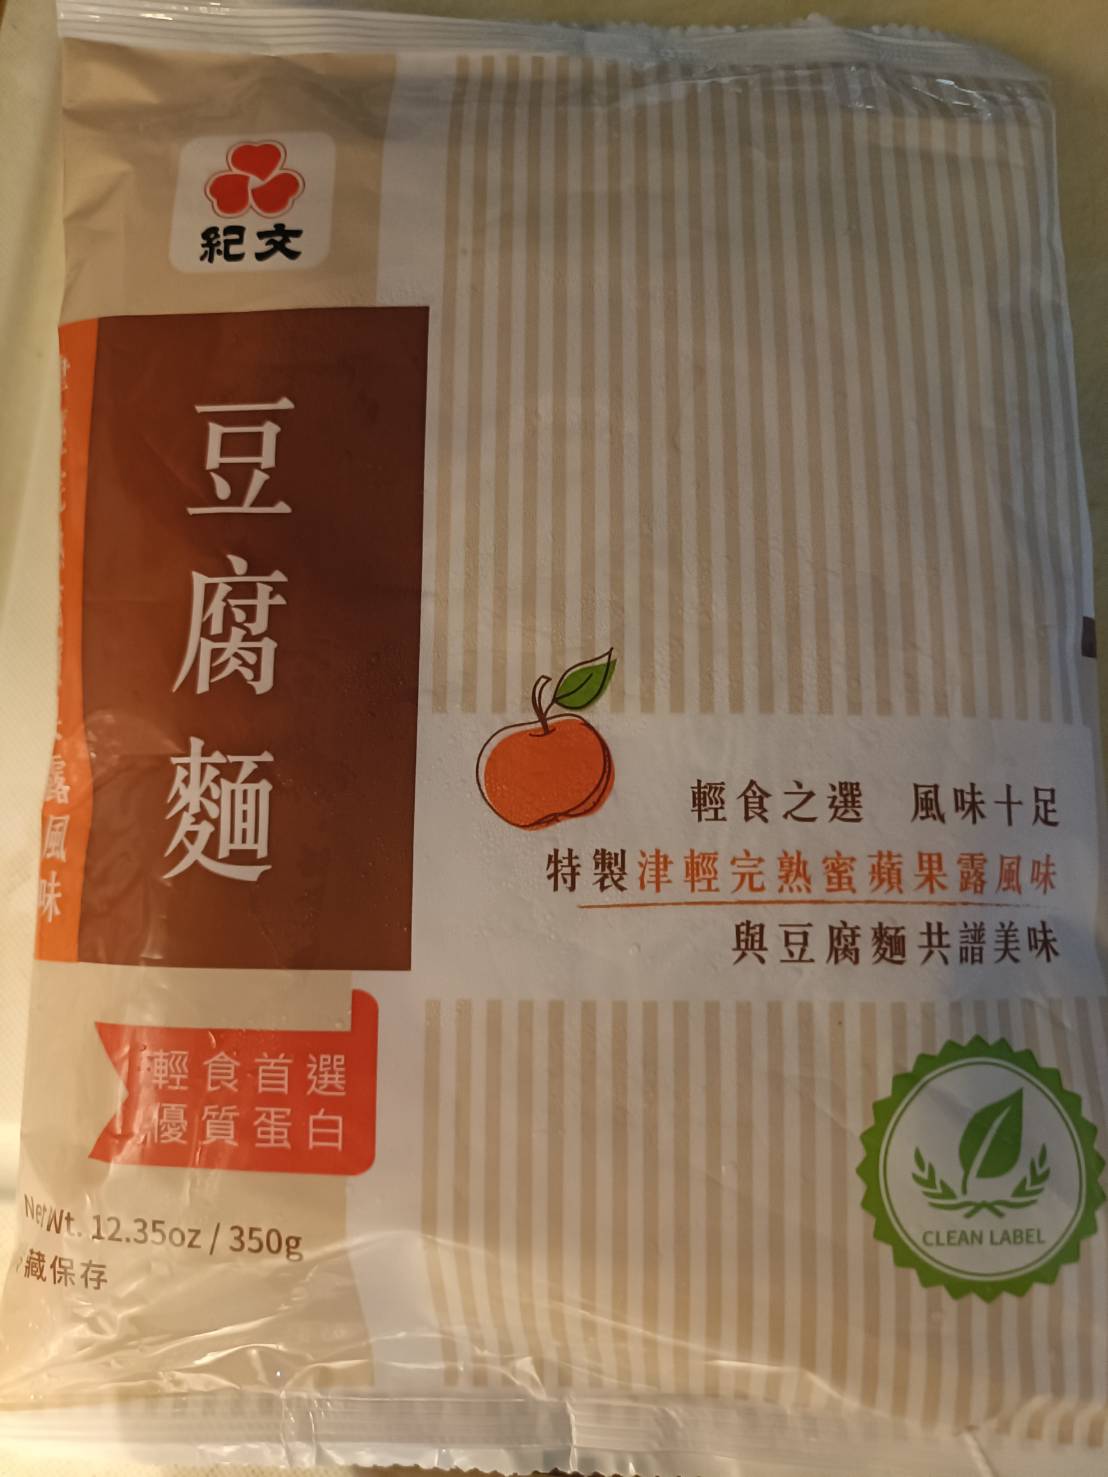 紀文
豆腐麵
露風味
輕食之選 風味十足
特製津輕完熟蜜蘋果露風味
與豆腐麵共譜美味
輕食首選
優質蛋白
Net Wt. 12.35oz / 350g
藏保存
CLEAN LABEL